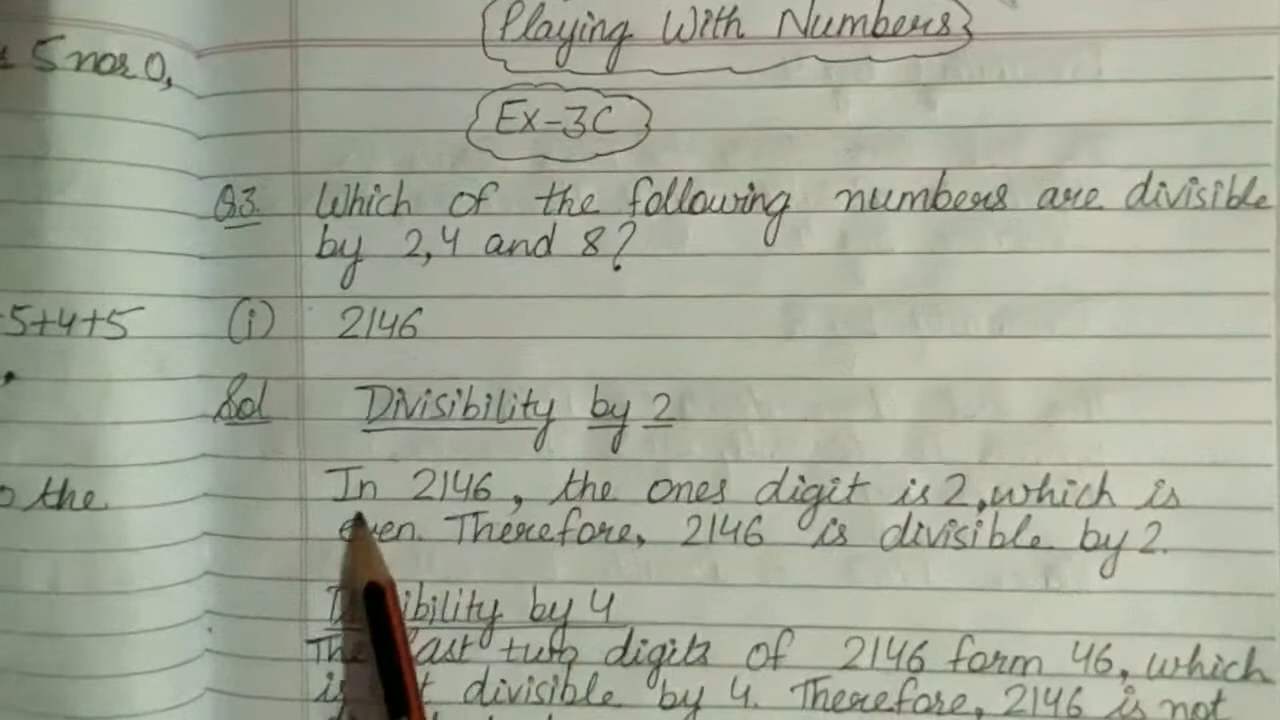 Playing With Numbers
Ex-3C
5 nor 0,
Q3. Which of the following numbers are divisible
by 2,4 and 8?
5+4+5
(i) 2146
Sol Divisibility by 2
the
In 2146, the ones digit is 2, which is
even. Therefore, 2146 is divisible by 2.
by 4
last two digits of 2146 form 46, which
divisible by 4. Therefore, 2146 is not